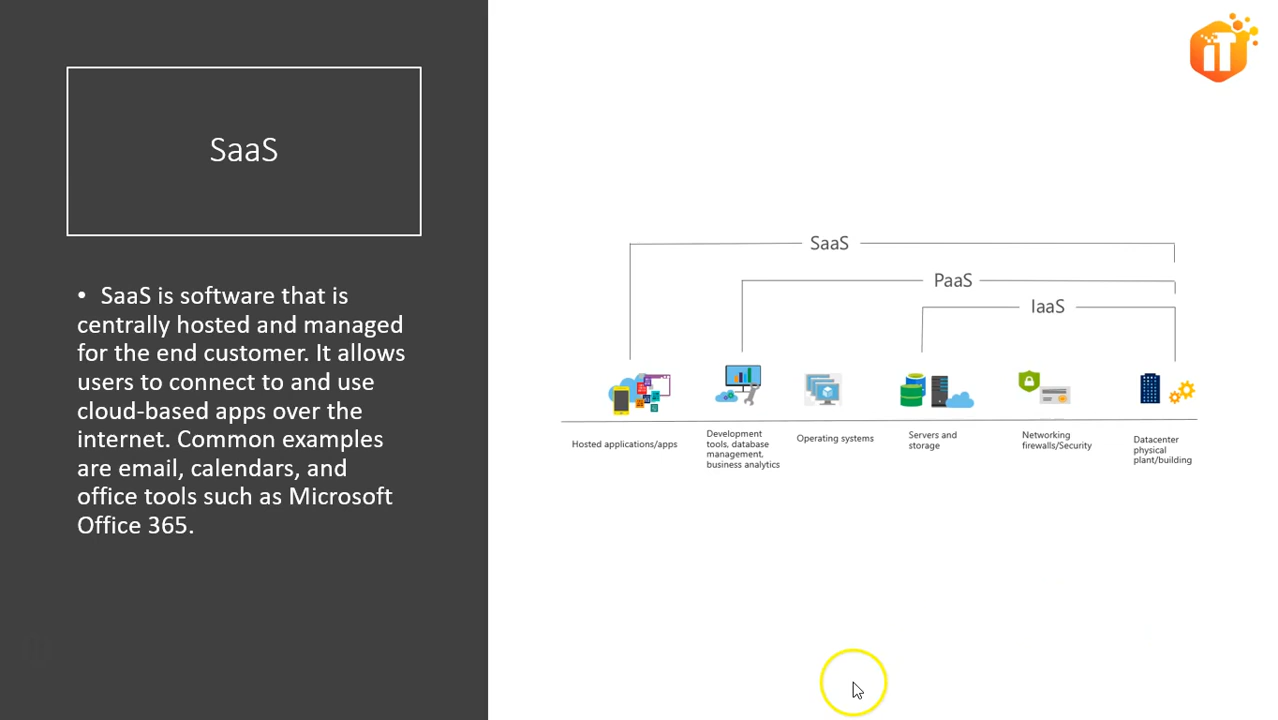 SaaS
• SaaS is software that is
centrally hosted and managed
for the end customer. It allows
users to connect to and use
cloud-based apps over the
internet. Common examples
are email, calendars, and
office tools such as Microsoft
Office 365.
iT
SaaS
PaaS
IaaS
Hosted applications/apps
Development
tools, database
management,
business analytics
Operating systems
Servers and
storage
Networking
firewalls/Security
Datacenter
physical
plant/building